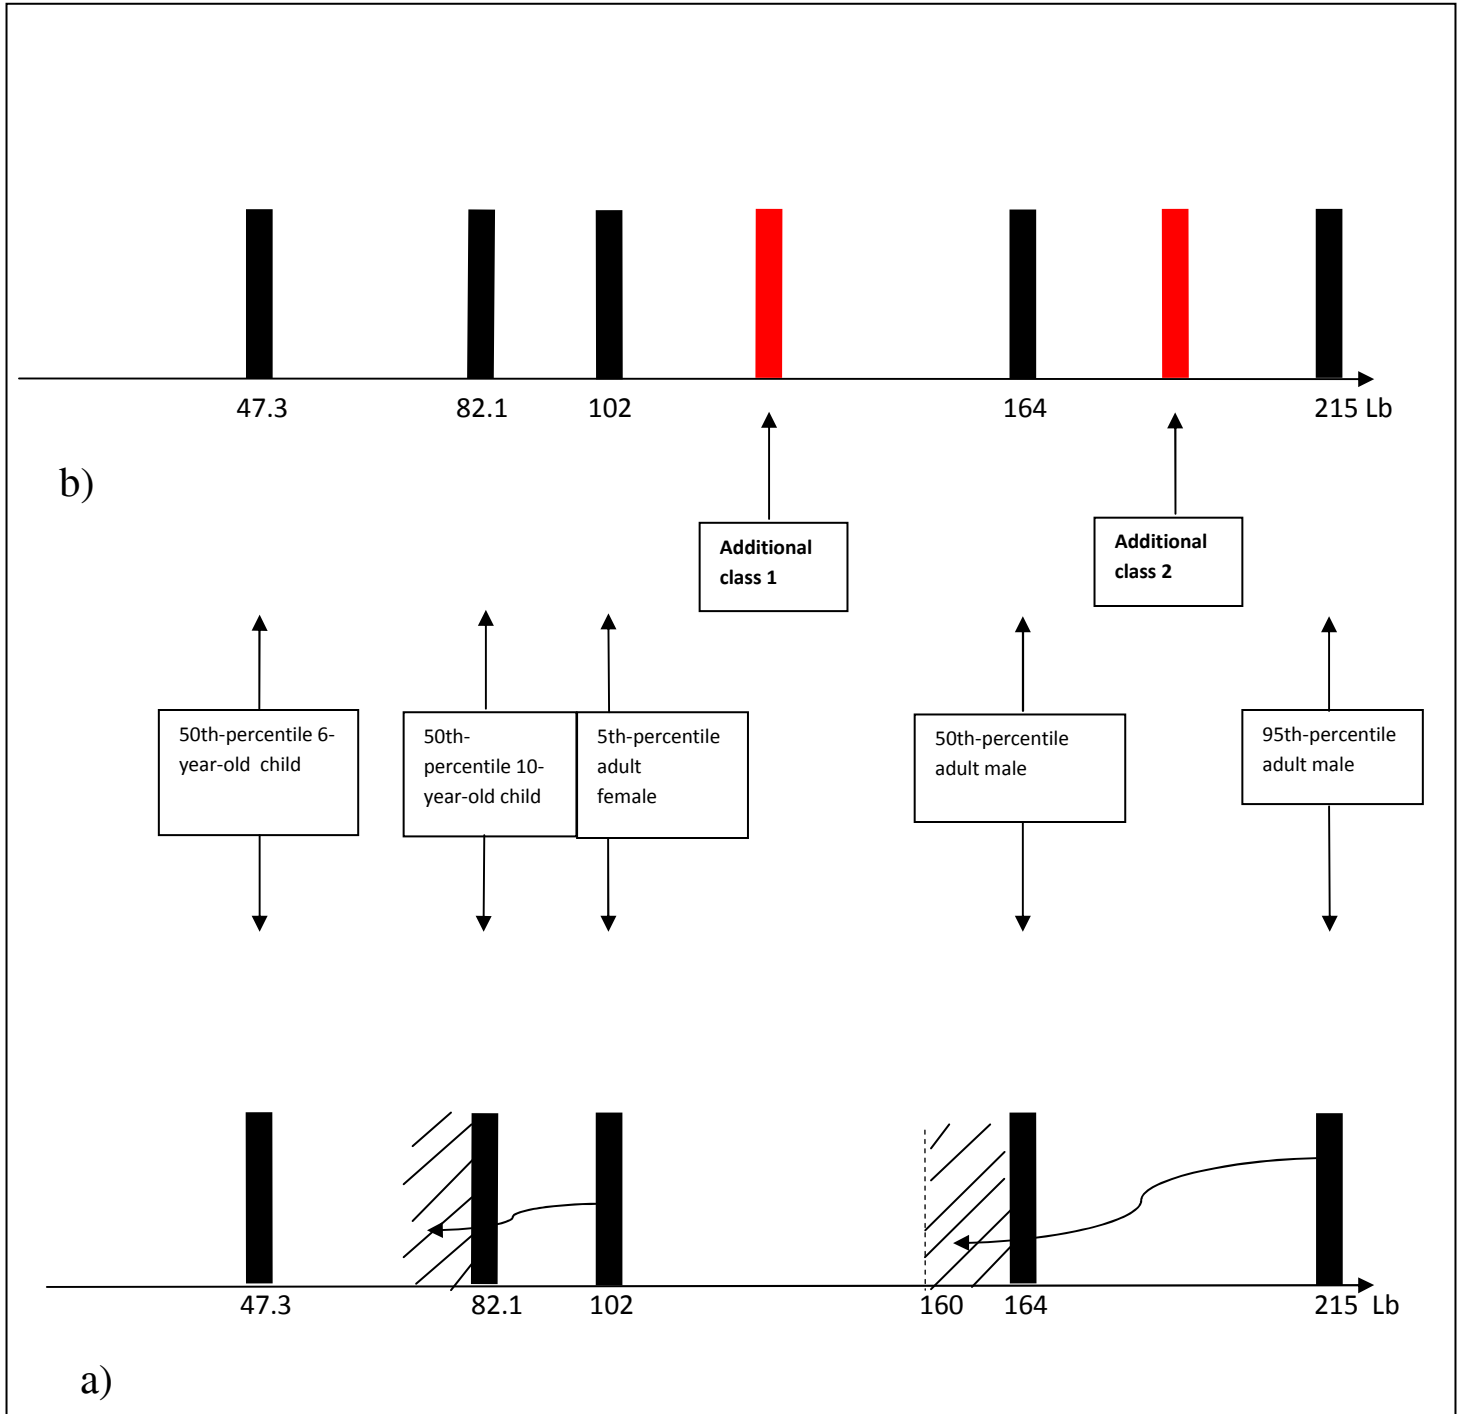 47.3 82.1 102 164 215 Lb
b)
Additional
class 1
Additional
class 2
50th-percentile 6-
year-old child
50th-
percentile 10-
year-old child
5th-percentile
adult
female
50th-percentile
adult male
95th-percentile
adult male
47.3 82.1 102 160 164 215 Lb
a)